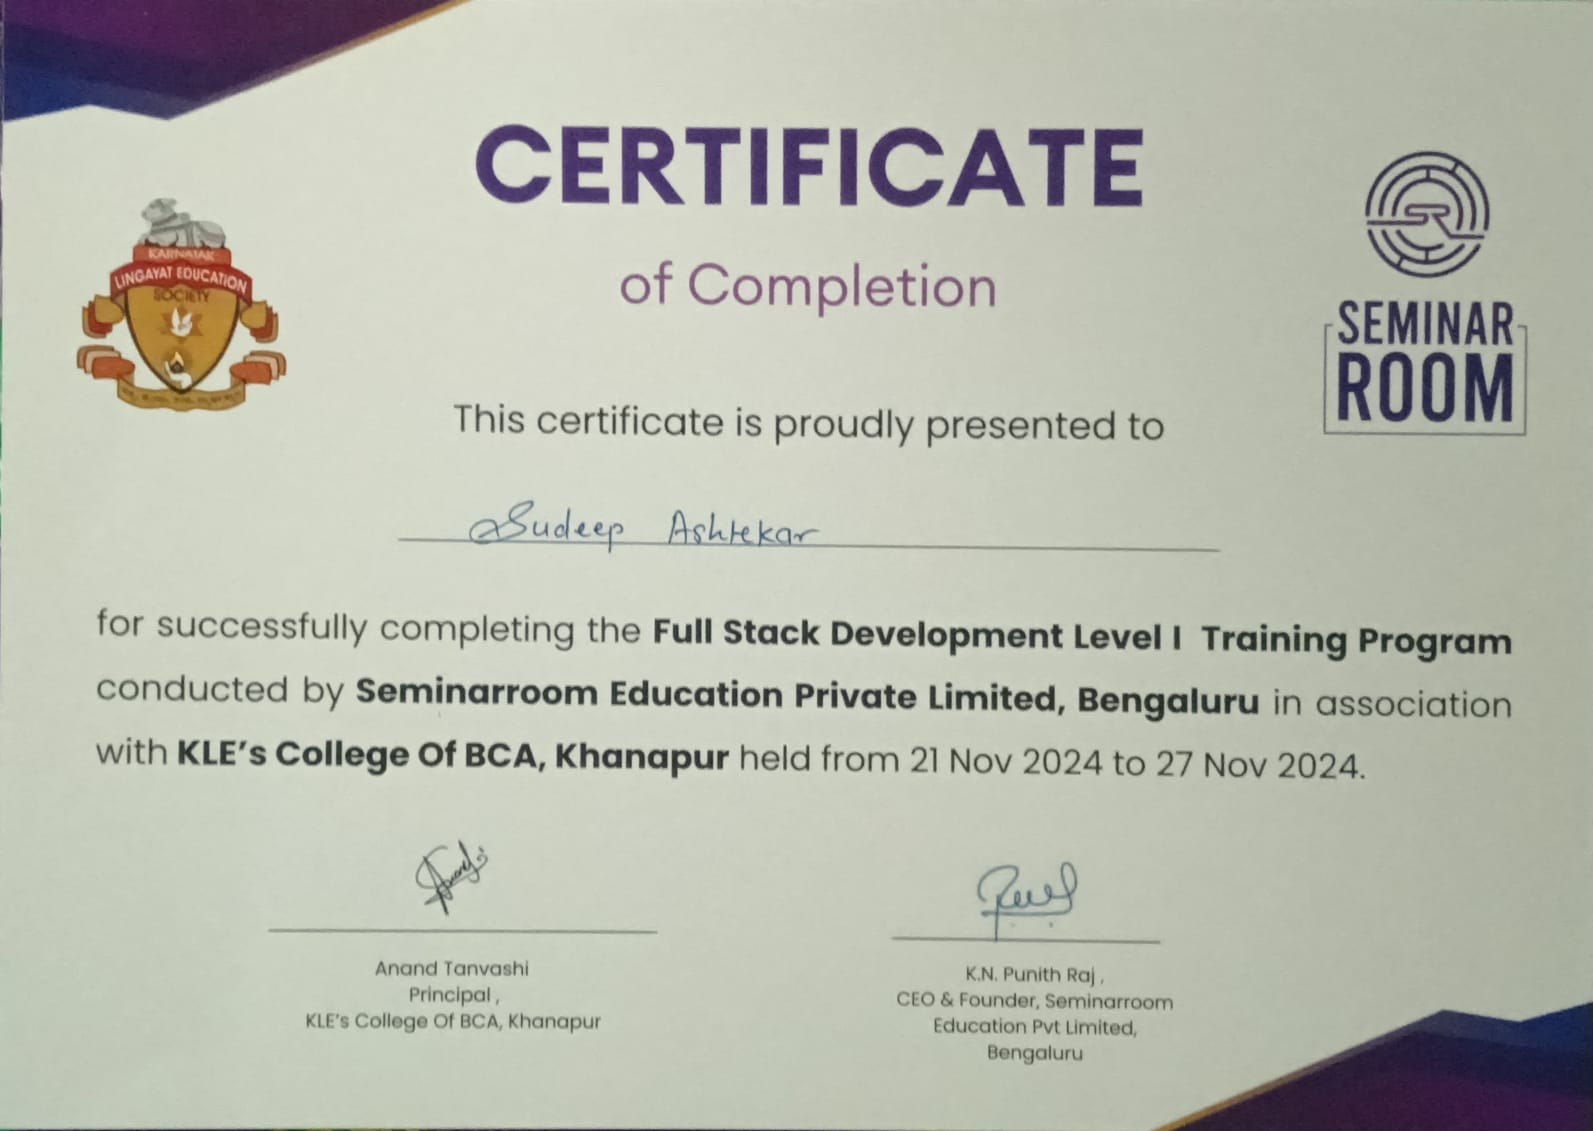 CERTIFICATE
of Completion
KARNATAK
LINGAYAT EDUCATION
SOCIETY
SR
SEMINAR
ROOM
This certificate is proudly presented to
Sudeep Ashtekar
for successfully completing the Full Stack Development Level I Training Program
conducted by Seminarroom Education Private Limited, Bengaluru in association
with KLE's College Of BCA, Khanapur held from 21 Nov 2024 to 27 Nov 2024.
Anand Tanvashi
Principal ,
KLE's College Of BCA, Khanapur
K.N. Punith Raj ,
CEO & Founder, Seminarroom
Education Pvt Limited,
Bengaluru